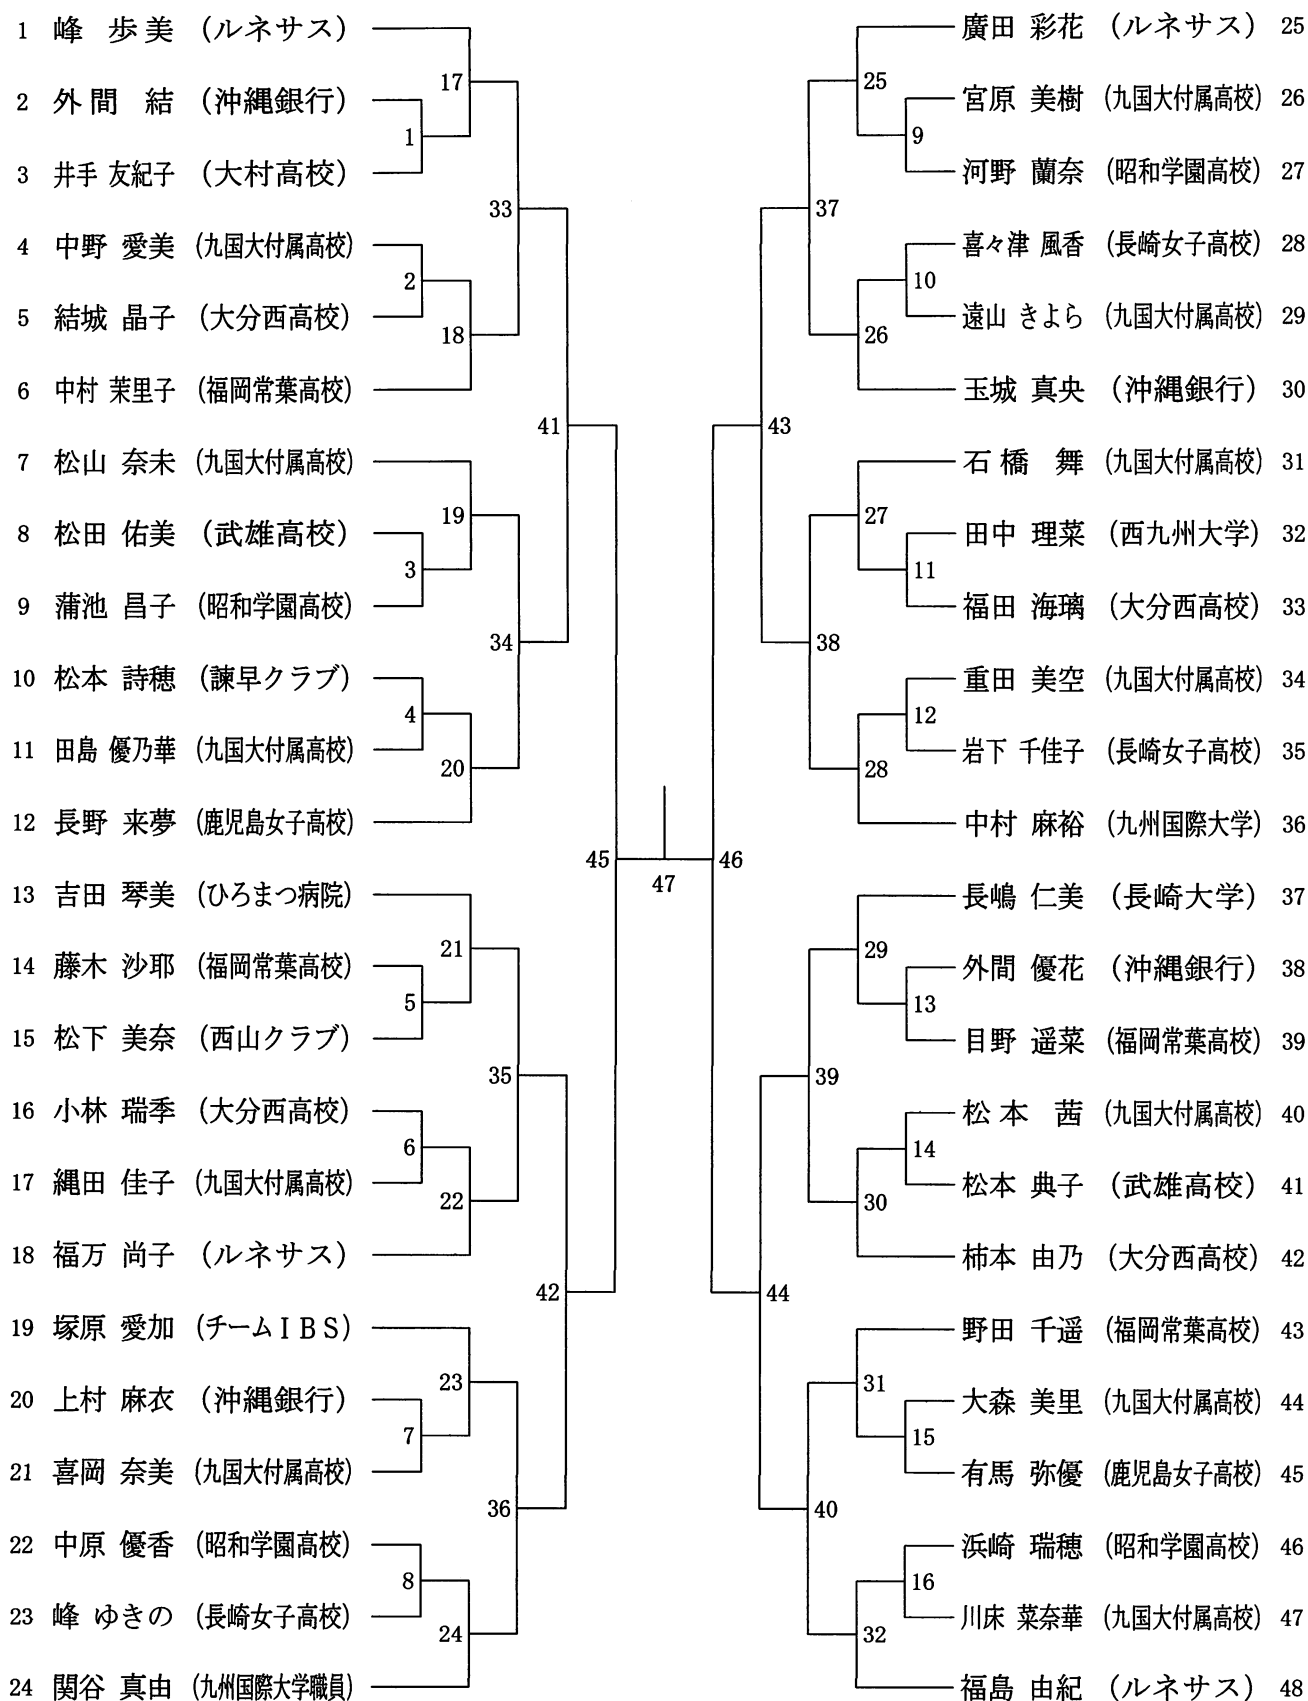 1 峰 歩美 (ルネサス)
2 外間 結 (沖縄銀行)
3 井手 友紀子 (大村高校)
4 中野 愛美 (九国大付属高校)
5 結城 晶子 (大分西高校)
6 中村 茉里子 (福岡常葉高校)
7 松山 奈未 (九国大付属高校)
8 松田 佑美 (武雄高校)
9 蒲池 昌子 (昭和学園高校)
10 松本 詩穂 (諫早クラブ)
11 田島 優乃華 (九国大付属高校)
12 長野 来夢 (鹿児島女子高校)
13 吉田 琴美 (ひろまつ病院)
14 藤木 沙耶 (福岡常葉高校)
15 松下 美奈 (西山クラブ)
16 小林 瑞季 (大分西高校)
17 縄田 佳子 (九国大付属高校)
18 福万 尚子 (ルネサス)
19 塚原 愛加 (チームIBS)
20 上村 麻衣 (沖縄銀行)
21 喜岡 奈美 (九国大付属高校)
22 中原 優香 (昭和学園高校)
23 峰 ゆきの (長崎女子高校)
24 関谷 真由 (九州国際大学職員)
1
2
3
4
5
6
7
8
17
18
19
20
21
22
23
24
33
34
35
36
41
42
45
47
46
43
44
37
38
39
40
25
26
27
28
29
30
31
32
9
10
11
12
13
14
15
16
廣田 彩花 (ルネサス) 25
宮原 美樹 (九国大付属高校) 26
河野 蘭奈 (昭和学園高校) 27
喜々津 風香 (長崎女子高校) 28
遠山 きよら (九国大付属高校) 29
玉城 真央 (沖縄銀行) 30
石橋 舞 (九国大付属高校) 31
田中 理菜 (西九州大学) 32
福田 海璃 (大分西高校) 33
重田 美空 (九国大付属高校) 34
岩下 千佳子 (長崎女子高校) 35
中村 麻裕 (九州国際大学) 36
長嶋 仁美 (長崎大学) 37
外間 優花 (沖縄銀行) 38
目野 遥菜 (福岡常葉高校) 39
松本 茜 (九国大付属高校) 40
松本 典子 (武雄高校) 41
柿本 由乃 (大分西高校) 42
野田 千遥 (福岡常葉高校) 43
大森 美里 (九国大付属高校) 44
有馬 弥優 (鹿児島女子高校) 45
浜崎 瑞穂 (昭和学園高校) 46
川床 菜奈華 (九国大付属高校) 47
福島 由紀 (ルネサス) 48